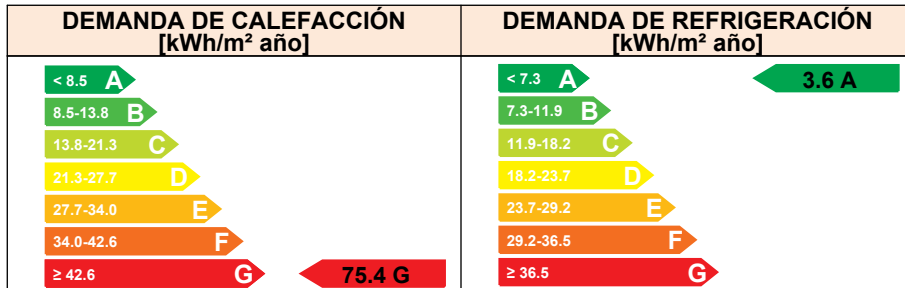 DEMANDA DE CALEFACCIÓN
[kWh/m² año]
< 8.5 A
8.5-13.8 B
13.8-21.3 C
21.3-27.7 D
27.7-34.0 E
34.0-42.6 F
≥ 42.6 G
75.4 G
DEMANDA DE REFRIGERACIÓN
[kWh/m² año]
< 7.3 A
3.6 A
7.3-11.9 B
11.9-18.2 C
18.2-23.7 D
23.7-29.2 E
29.2-36.5 F
≥ 36.5 G